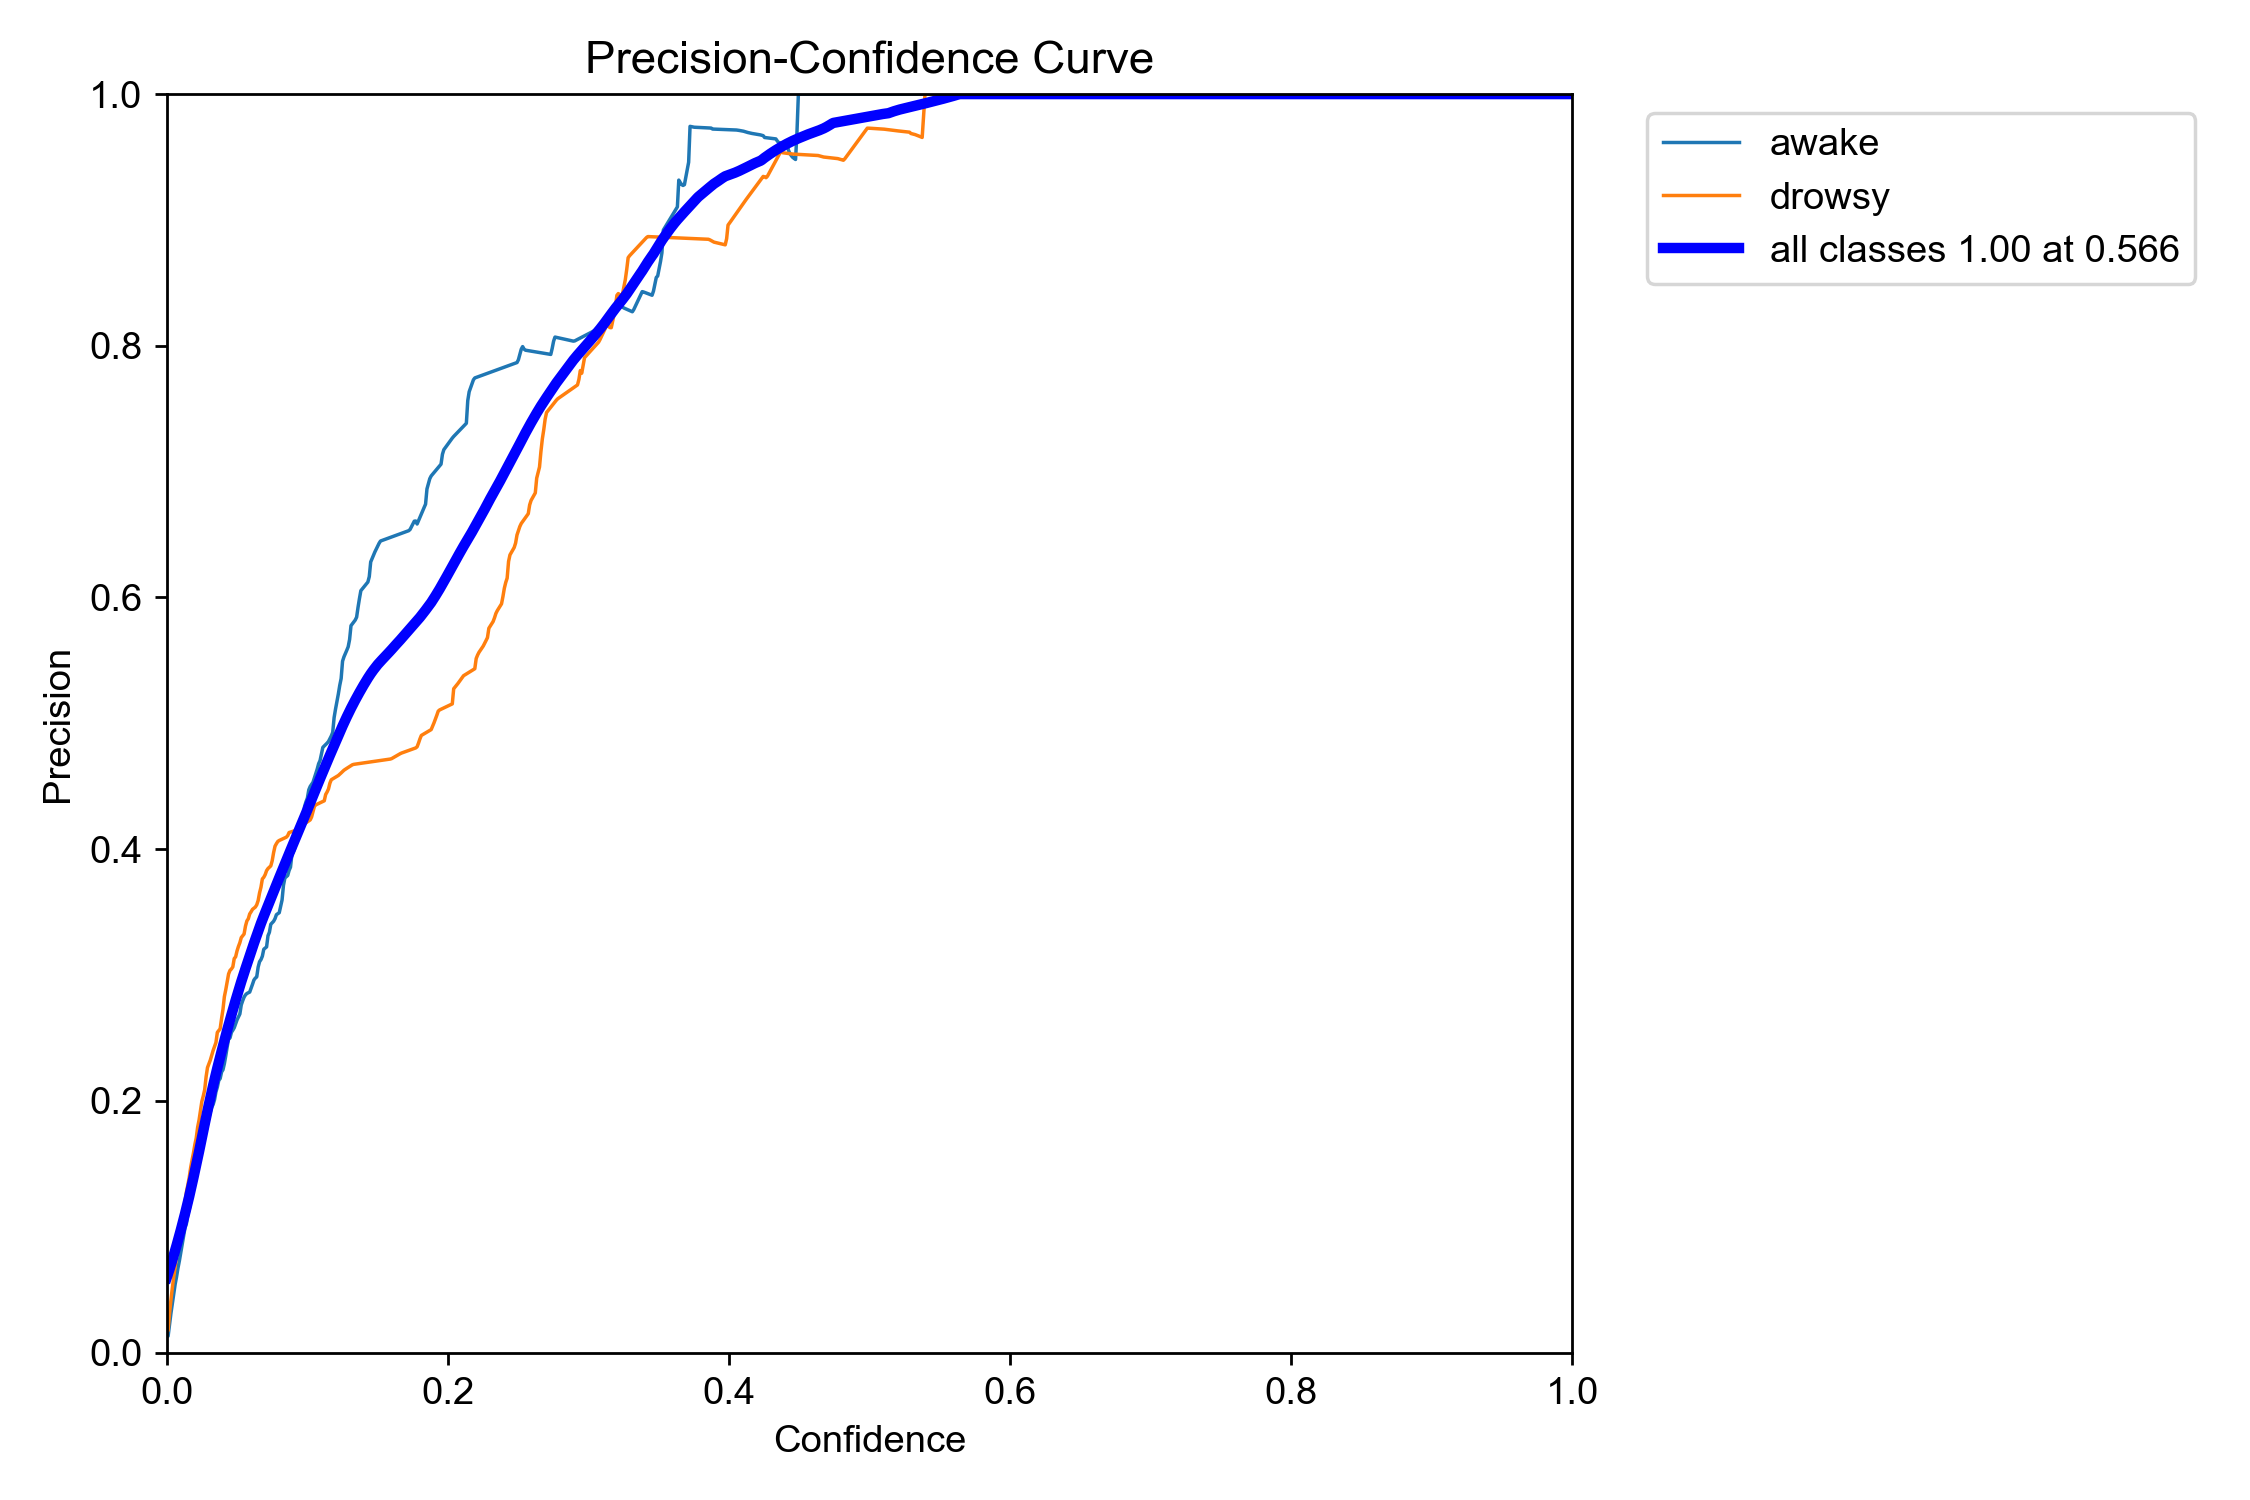 Precision-Confidence Curve
1.0
0.8
0.6
0.4
0.2
0.0
Precision
0.0 0.2 0.4 0.6 0.8 1.0
Confidence
awake
drowsy
all classes 1.00 at 0.566